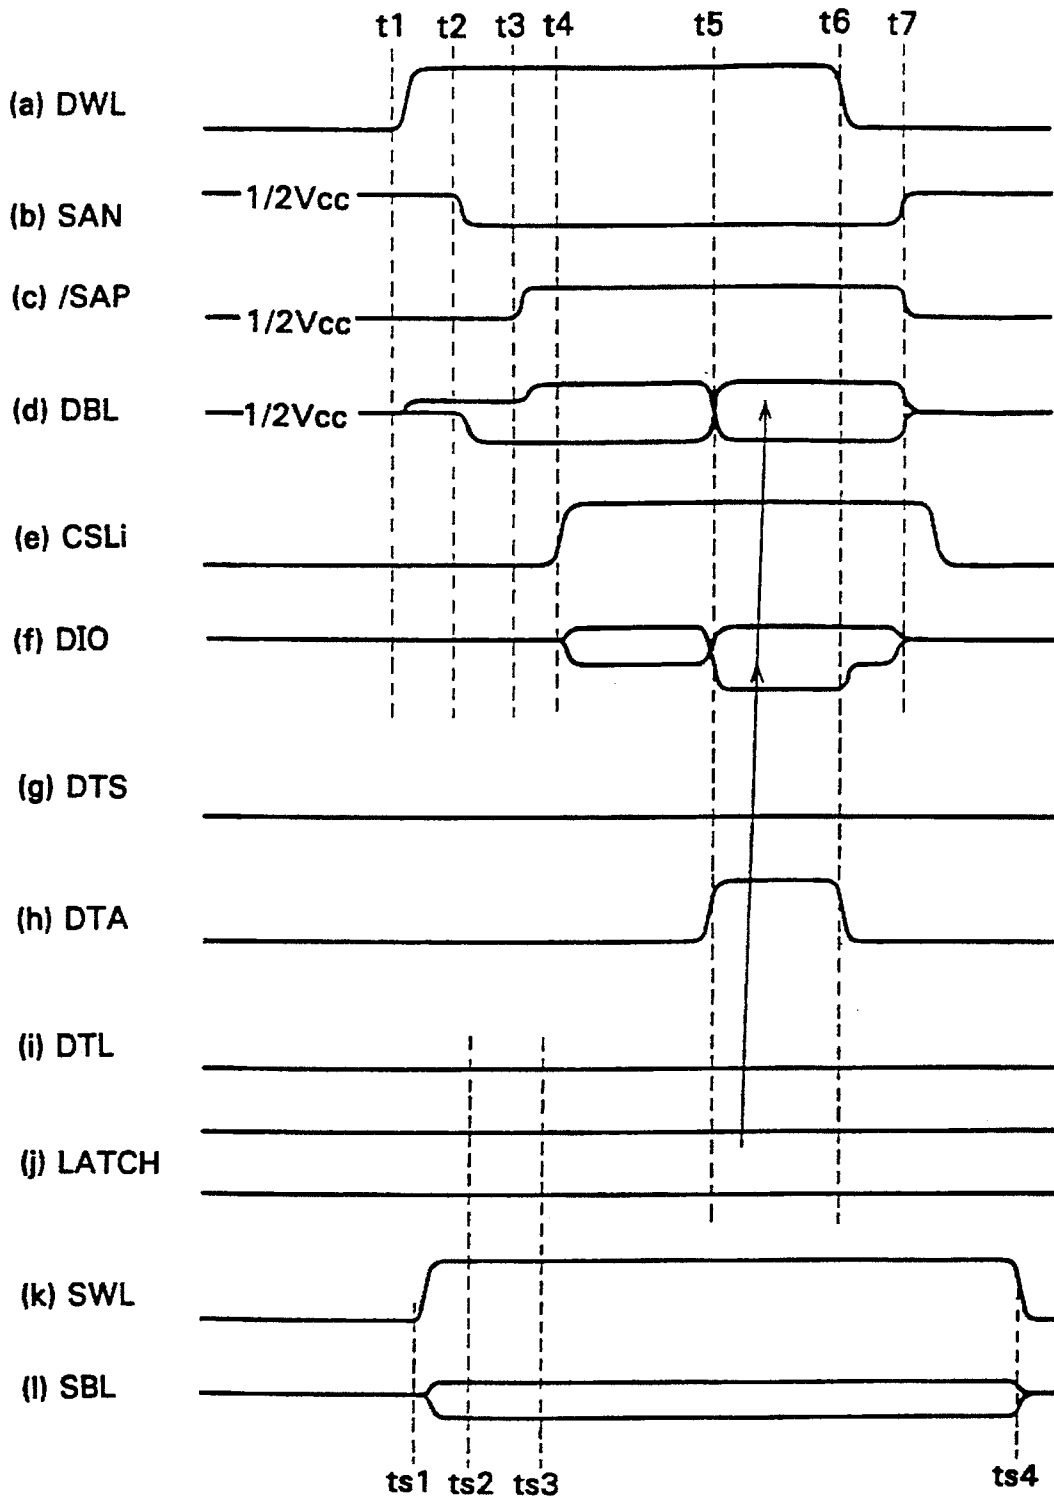 t1 t2 t3 t4 t5 t6 t7
(a) DWL
(b) SAN 1/2Vcc
(c) /SAP 1/2Vcc
(d) DBL 1/2Vcc
(e) CSLi
(f) DIO
(g) DTS
(h) DTA
(i) DTL
(j) LATCH
(k) SWL
(l) SBL
ts1 ts2 ts3 ts4